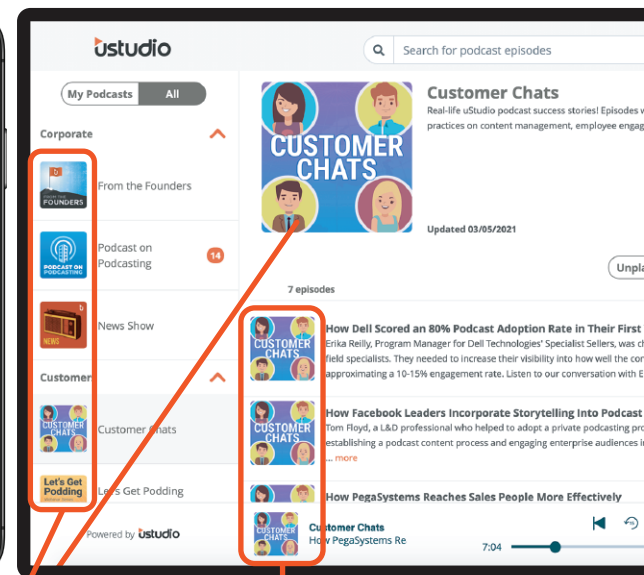 ustudio
Search for podcast episodes
My Podcasts All
Corporate
FROM THE
FOUNDERS
From the Founders
PODCAST ON
PODCASTING
Podcast on
Podcasting
14
NEWS
News Show
Customer
CUSTOMER
CHATS
Customer Chats
Let's Get
Podding
Let's Get Podding
Powered by ustudio
CUSTOMER
CHATS
Customer Chats
Real-life uStudio podcast success stories! Episodes w
practices on content management, employee engag
Updated 03/05/2021
Unpla
7 episodes
CUSTOMER
CHATS
How Dell Scored an 80% Podcast Adoption Rate in Their First
Erika Reilly, Program Manager for Dell Technologies' Specialist Sellers, was ch
field specialists. They needed to increase their visibility into how well the con
approximating a 10-15% engagement rate. Listen to our conversation with E
CUSTOMER
CHATS
How Facebook Leaders Incorporate Storytelling Into Podcast
Tom Floyd, a L&D professional who helped to adopt a private podcasting pro
establishing a podcast content process and engaging enterprise audiences i
... more
How PegaSystems Reaches Sales People More Effectively
CUSTOMER
CHATS
Customer Chats
How PegaSystems Re
7:04